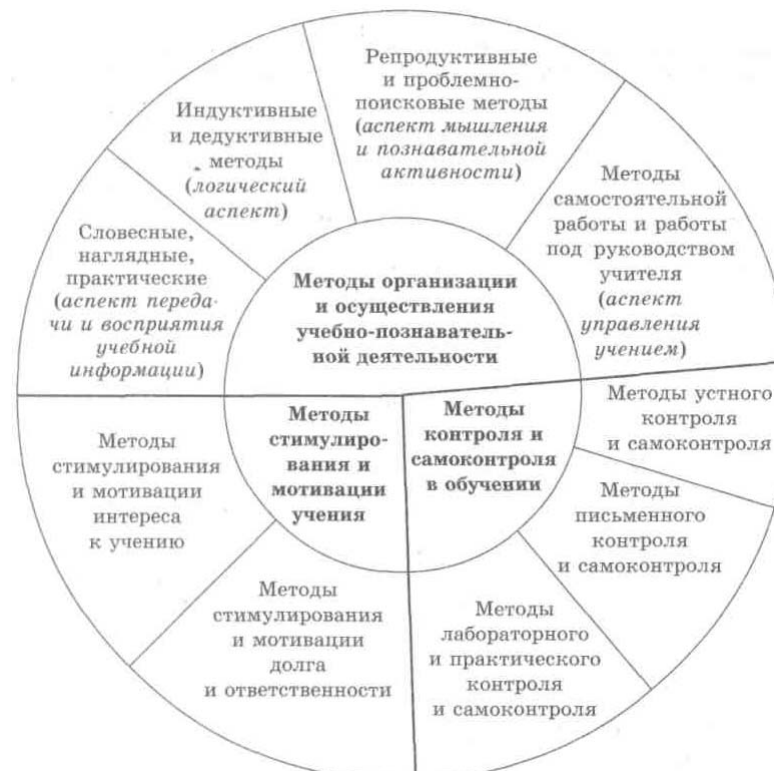 Репродуктивные
и проблемно-
поисковые методы
(аспект мышления
и познавательной
активности)
Индуктивные
и дедуктивные
методы
(логический
аспект)
Методы
самостоятельной
работы и работы
под руководством
учителя
(аспект
управления
учением)
Словесные,
наглядные,
практические
(аспект переда-
чи и восприятия
учебной
информации)
Методы организации
и осуществления
учебно-познаватель-
ной деятельности
Методы
стимулиро-
вания и
мотивации
учения
Методы
контроля и
самоконтроля
в обучении
Методы устного
контроля
и самоконтроля
Методы
стимулирования
и мотивации
интереса
к учению
Методы
письменного
контроля
и самоконтроля
Методы
стимулирования
и мотивации
долга
и ответственности
Методы
лабораторного
и практического
контроля
и самоконтроля